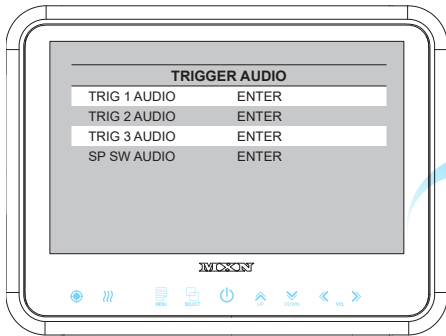 TRIGGER AUDIO
TRIG 1 AUDIO ENTER
TRIG 2 AUDIO ENTER
TRIG 3 AUDIO ENTER
SP SW AUDIO ENTER
MXN
MENU SELECT UP DOWN VOL